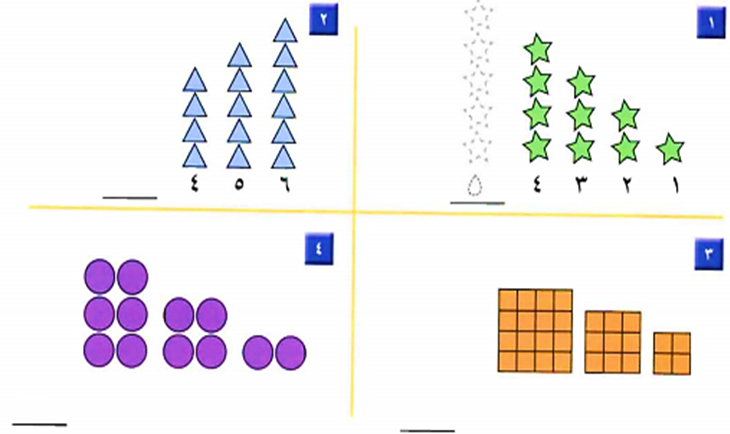 ١
١ ٢ ٣ ٤ ٥
٢
٦ ٥ ٤
٣
٤